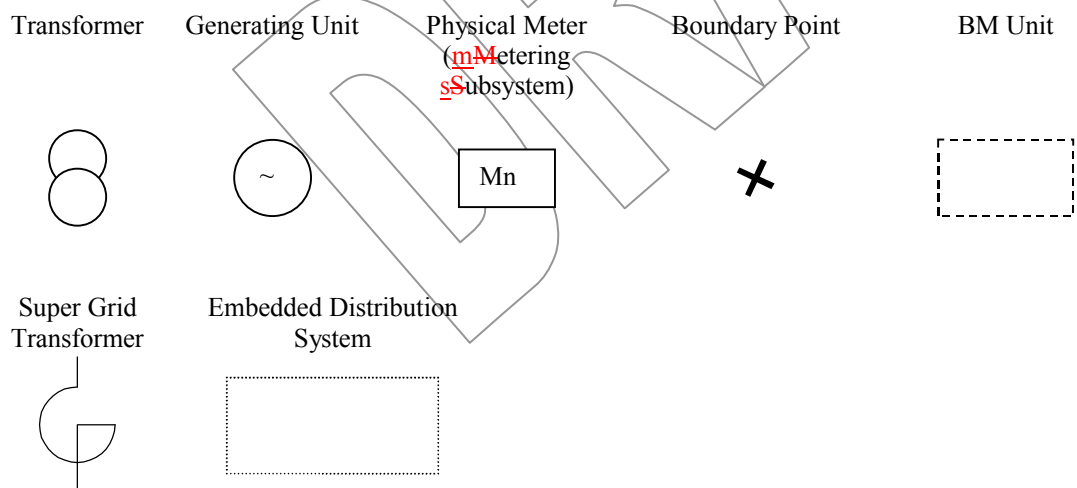 Transformer
Generating Unit
Physical Meter
(mMetering
sSubsystem)
Boundary Point
BM Unit
~
Mn
Super Grid
Transformer
Embedded Distribution
System